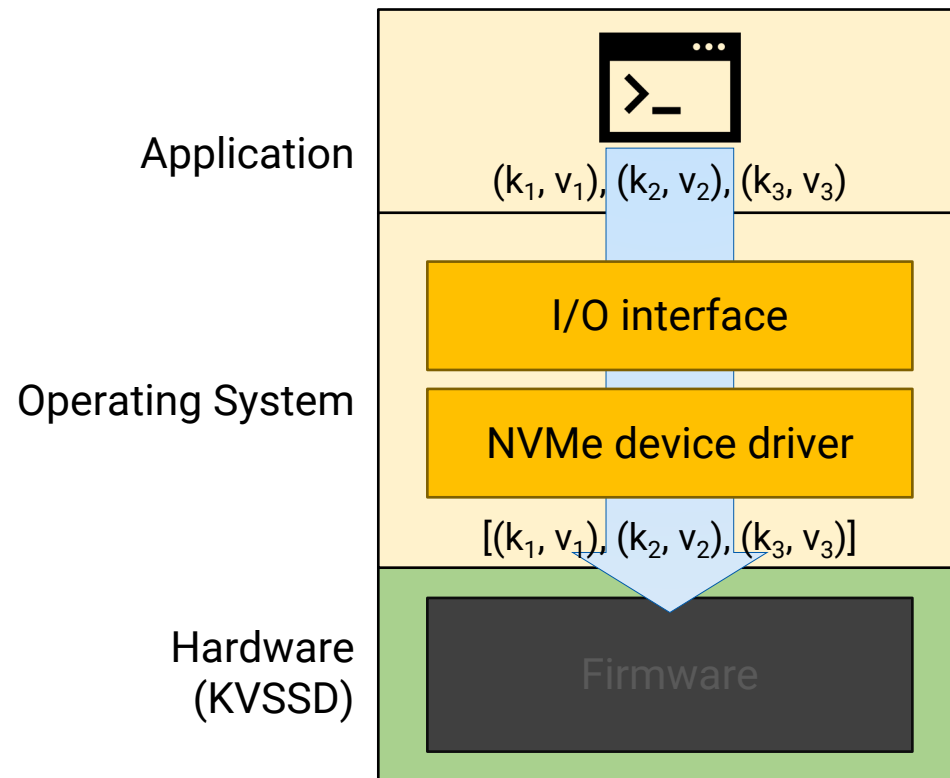 >_
Application
(k₁, v₁), (k₂, v₂), (k₃, v₃)
I/O interface
Operating System
NVMe device driver
[(k₁, v₁), (k₂, v₂), (k₃, v₃)]
Hardware
(KVSSD)
Firmware